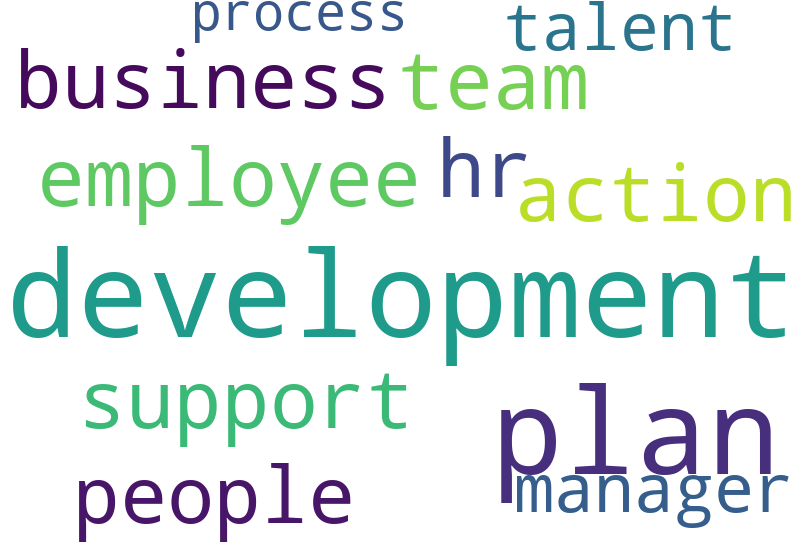 process talent
business team
employee hr action
development
support plan
people manager